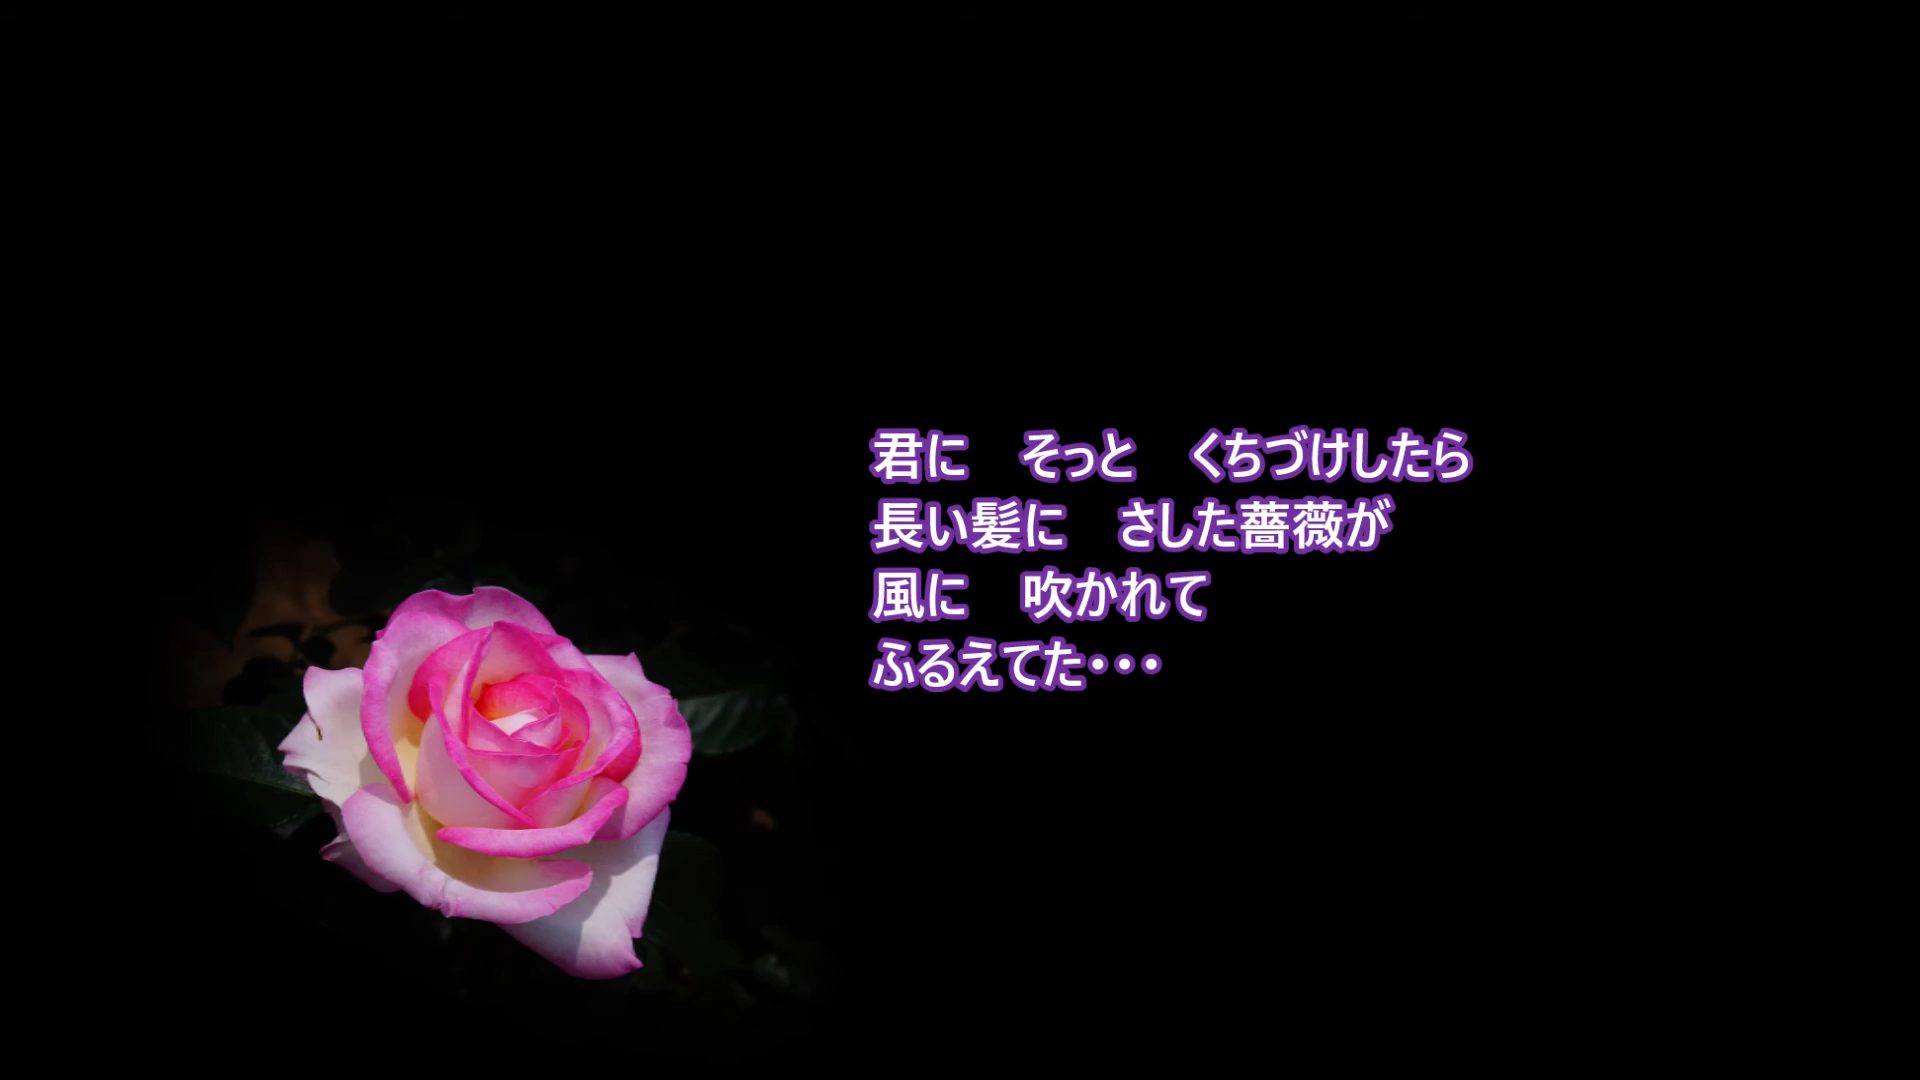 君に　そっと　くちづけしたら
長い髪に　さした薔薇が
風に　吹かれて
ふるえてた・・・